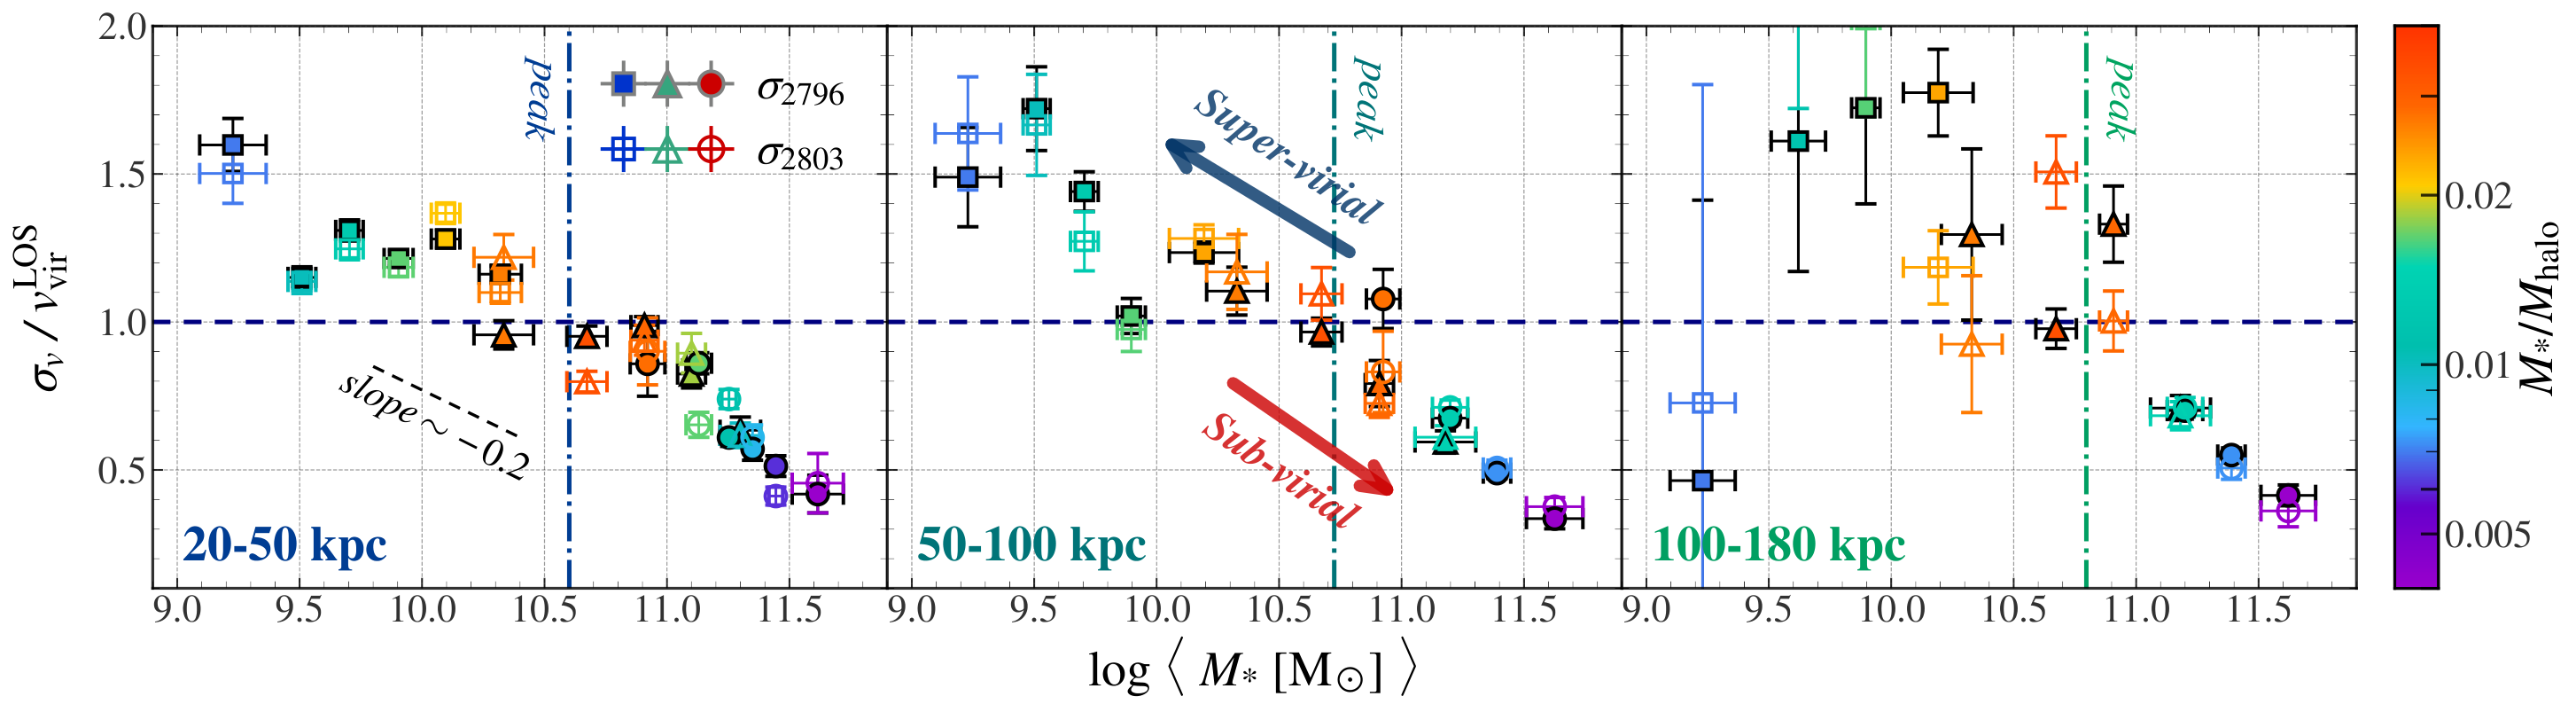 σv / v vir LOS
2.0
1.5
1.0
0.5
peak
σ2796
σ2803
slope ∼ −0.2
20-50 kpc
9.0 9.5 10.0 10.5 11.0 11.5
peak
Super-virial
Sub-virial
50-100 kpc
9.0 9.5 10.0 10.5 11.0 11.5
peak
100-180 kpc
9.0 9.5 10.0 10.5 11.0 11.5
log ⟨ M* [M⊙] ⟩
0.02
0.01
0.005
M*/Mhalo